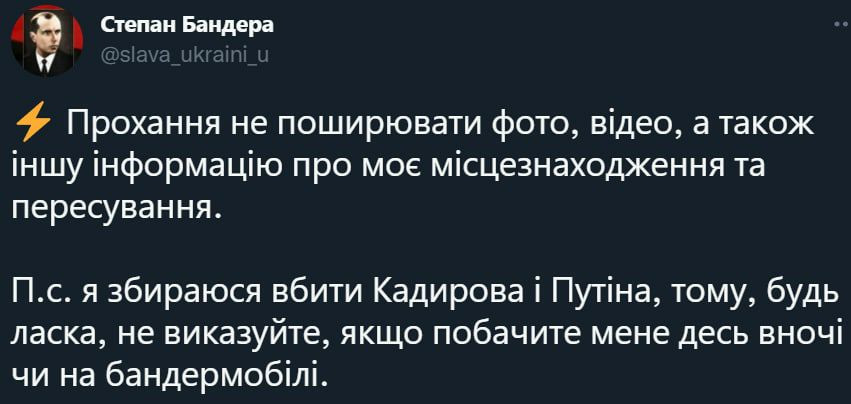 Степан Бандера
@slava_ukraini_u
⚡ Прохання не поширювати фото, відео, а також
іншу інформацію про моє місцезнаходження та
пересування.
П.с. я збираюся вбити Кадирова і Путіна, тому, будь
ласка, не виказуйте, якщо побачите мене десь вночі
чи на бандермобілі.